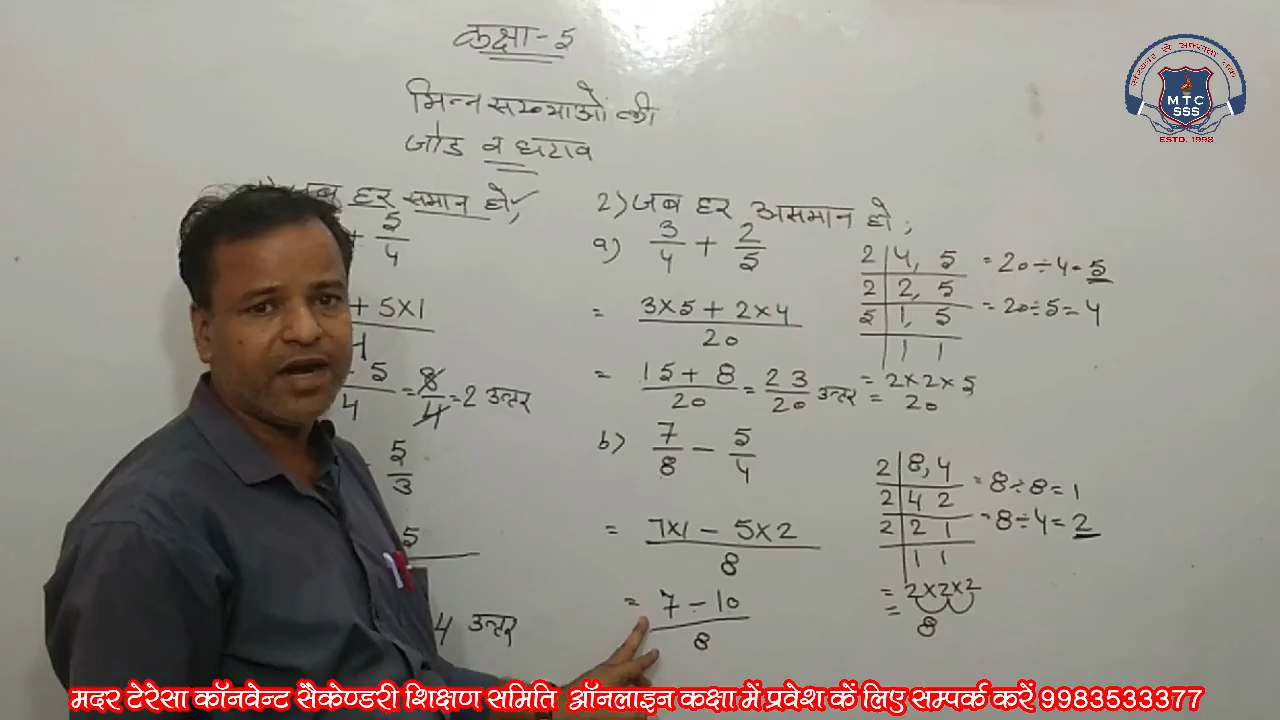 कक्षा - 5
भिन्न सख्याओं की
जोड व घटाव
हर समान हो,
+ 5/4
+ 5×1
4
5/4 = 8/4 = 2 उत्तर
5/3
5
4 उत्तर
2) जब हर असमान हो,
a) 3/4 + 2/5
= 3×5 + 2×4 / 20
= 15 + 8 / 20 = 23/20 उत्तर
b) 7/8 - 5/4
= 7×1 - 5×2 / 8
= 7 - 10 / 8
2 | 4, 5 = 20 ÷ 4 = 5
2 | 2, 5 = 20 ÷ 5 = 4
5 | 1, 5
1 1
= 2 × 2 × 5
= 20
2 | 8, 4 = 8 ÷ 8 = 1
2 | 4 2 = 8 ÷ 4 = 2
2 | 2 1
1 1
= 2×2×2
= 8
MTC
SSS
ESTD. 1998
मदर टेरेसा कॉनवेन्ट सैकेण्डरी शिक्षण समिति ऑनलाइन कक्षा में प्रवेश कें लिए सम्पर्क करें 9983533377